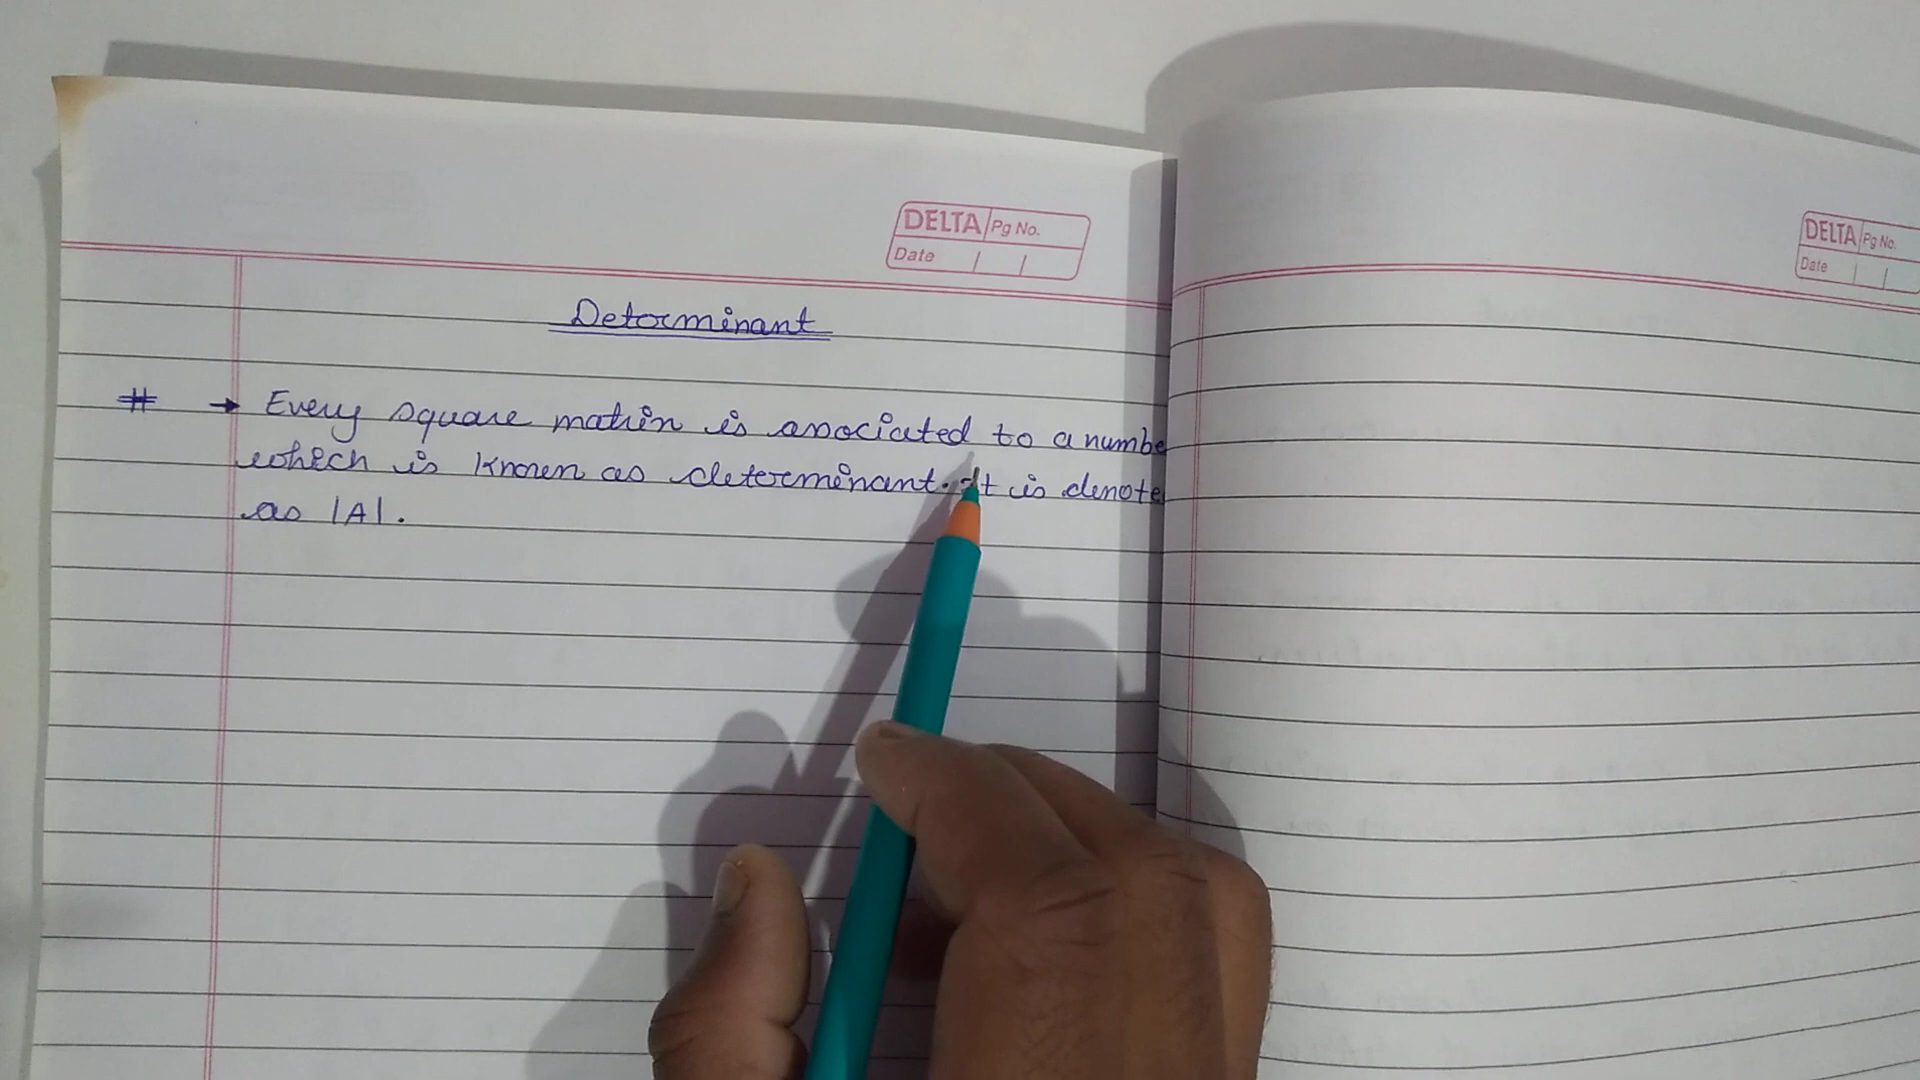 DELTA Pg No.
Date
DELTA Pg No.
Date
Determinant
# → Every square matrix is associated to a numbe
which is known as determinant. It is denote
as |A|.